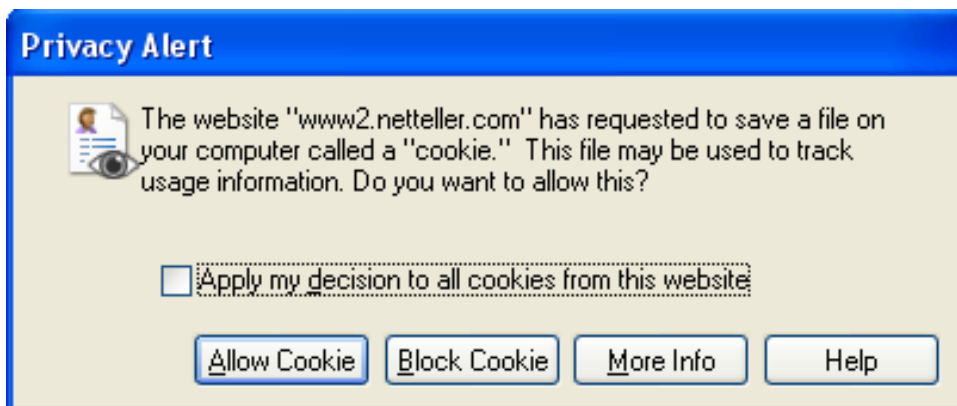 Privacy Alert
The website "www2.netteller.com" has requested to save a file on
your computer called a "cookie." This file may be used to track
usage information. Do you want to allow this?
Apply my decision to all cookies from this website
Allow Cookie Block Cookie More Info Help